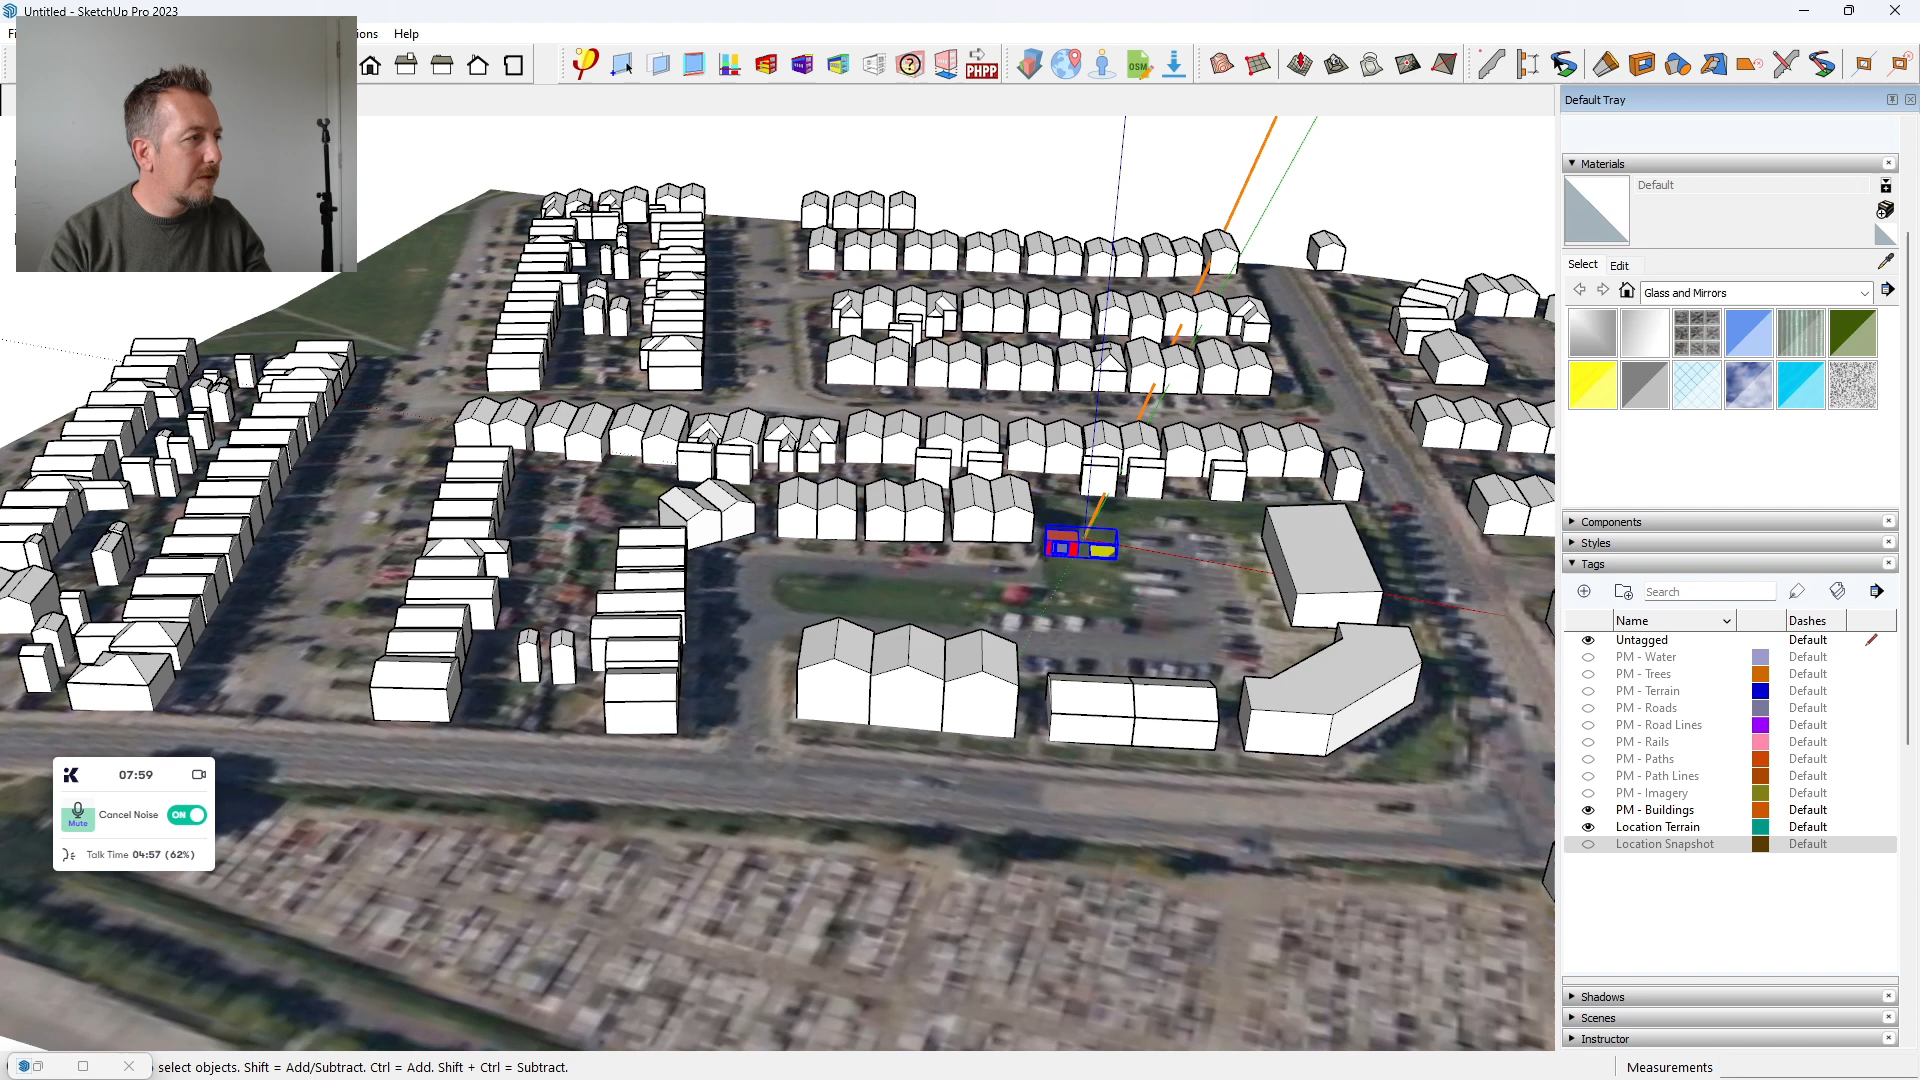 Untitled - SketchUp Pro 2023
Help
PHPP
OSM
Default Tray
Materials
Default
Select
Edit
Glass and Mirrors
Components
Styles
Tags
Search
Name
Dashes
Untagged
Default
PM - Water
Default
PM - Trees
Default
PM - Terrain
Default
PM - Roads
Default
PM - Road Lines
Default
PM - Rails
Default
PM - Paths
Default
PM - Path Lines
Default
PM - Imagery
Default
PM - Buildings
Default
Location Terrain
Default
Location Snapshot
Default
07:59
Mute
Cancel Noise
ON
Talk Time 04:57 (62%)
Shadows
Scenes
Instructor
select objects. Shift = Add/Subtract. Ctrl = Add. Shift + Ctrl = Subtract.
Measurements